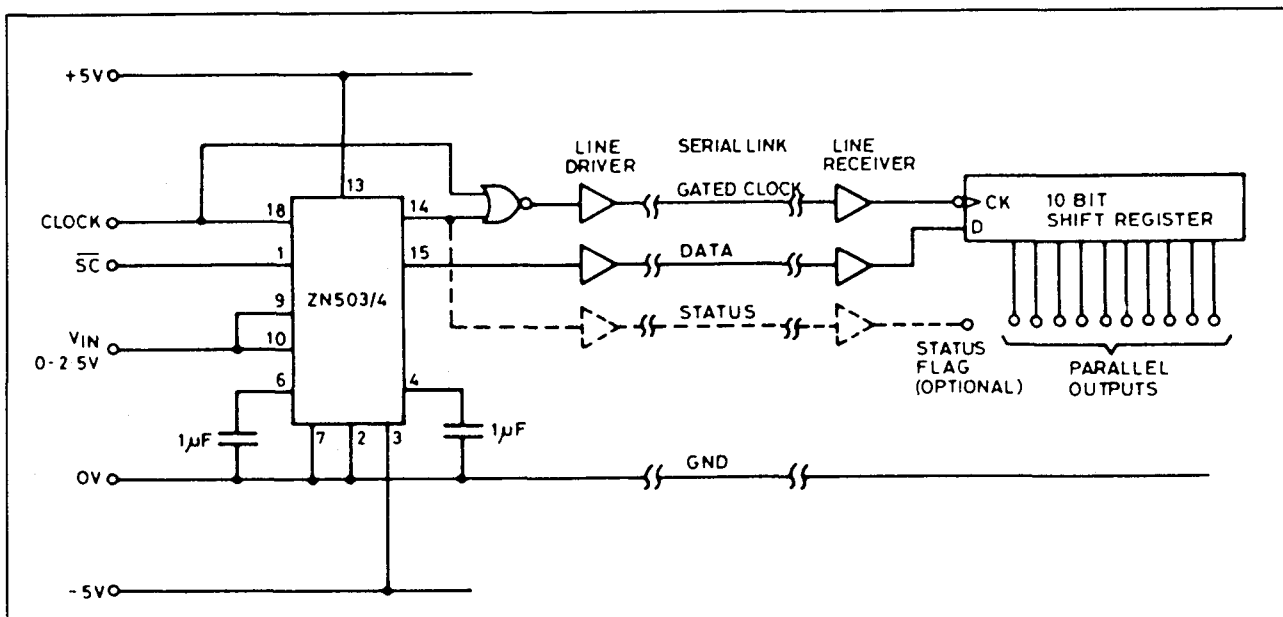 +5V
LINE DRIVER
SERIAL LINK
LINE RECEIVER
GATED CLOCK
13
CLOCK
18
14
CK
10 BIT
SHIFT REGISTER
D
SC
1
15
DATA
ZN503/4
9
STATUS
VIN
0-2 5V
10
STATUS
FLAG
(OPTIONAL)
PARALLEL
OUTPUTS
6
4
1µF
7
2
3
1µF
0V
GND
-5V